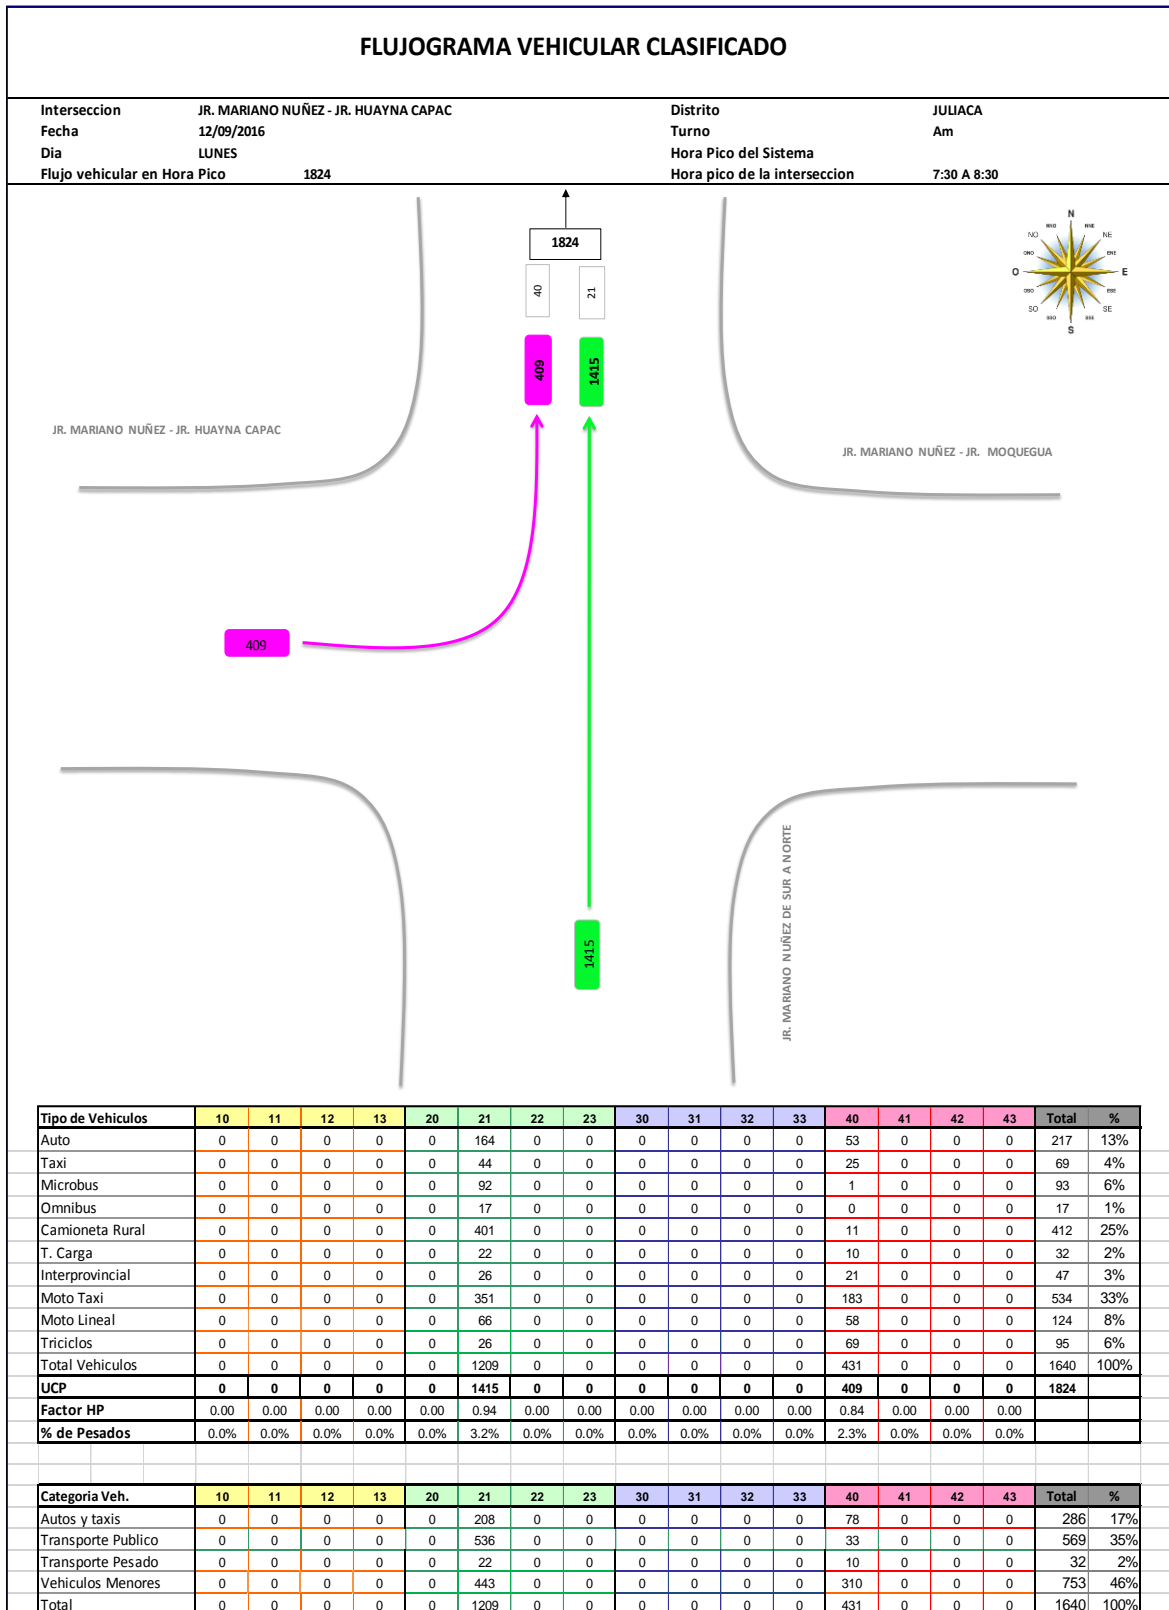 FLUJOGRAMA VEHICULAR CLASIFICADO
Interseccion JR. MARIANO NUÑEZ - JR. HUAYNA CAPAC Distrito JULIACA
Fecha 12/09/2016 Turno Am
Dia LUNES Hora Pico del Sistema
Flujo vehicular en Hora Pico 1824 Hora pico de la interseccion 7:30 A 8:30
1824
40 21
409 1415
N
NNO NNE
NO NE
ONO ENE
O E
OSO ESE
SO SE
SSO SSE
S
JR. MARIANO NUÑEZ - JR. HUAYNA CAPAC
JR. MARIANO NUÑEZ - JR. MOQUEGUA
409
JR. MARIANO NUÑEZ DE SUR A NORTE
1415
Tipo de Vehiculos 10 11 12 13 20 21 22 23 30 31 32 33 40 41 42 43 Total %
Auto 0 0 0 0 0 164 0 0 0 0 0 0 53 0 0 0 217 13%
Taxi 0 0 0 0 0 44 0 0 0 0 0 0 25 0 0 0 69 4%
Microbus 0 0 0 0 0 92 0 0 0 0 0 0 1 0 0 0 93 6%
Omnibus 0 0 0 0 0 17 0 0 0 0 0 0 0 0 0 0 17 1%
Camioneta Rural 0 0 0 0 0 401 0 0 0 0 0 0 11 0 0 0 412 25%
T. Carga 0 0 0 0 0 22 0 0 0 0 0 0 10 0 0 0 32 2%
Interprovincial 0 0 0 0 0 26 0 0 0 0 0 0 21 0 0 0 47 3%
Moto Taxi 0 0 0 0 0 351 0 0 0 0 0 0 183 0 0 0 534 33%
Moto Lineal 0 0 0 0 0 66 0 0 0 0 0 0 58 0 0 0 124 8%
Triciclos 0 0 0 0 0 26 0 0 0 0 0 0 69 0 0 0 95 6%
Total Vehiculos 0 0 0 0 0 1209 0 0 0 0 0 0 431 0 0 0 1640 100%
UCP 0 0 0 0 0 1415 0 0 0 0 0 0 409 0 0 0 1824
Factor HP 0.00 0.00 0.00 0.00 0.00 0.94 0.00 0.00 0.00 0.00 0.00 0.00 0.84 0.00 0.00 0.00
% de Pesados 0.0% 0.0% 0.0% 0.0% 0.0% 3.2% 0.0% 0.0% 0.0% 0.0% 0.0% 0.0% 2.3% 0.0% 0.0% 0.0%
Categoria Veh. 10 11 12 13 20 21 22 23 30 31 32 33 40 41 42 43 Total %
Autos y taxis 0 0 0 0 0 208 0 0 0 0 0 0 78 0 0 0 286 17%
Transporte Publico 0 0 0 0 0 536 0 0 0 0 0 0 33 0 0 0 569 35%
Transporte Pesado 0 0 0 0 0 22 0 0 0 0 0 0 10 0 0 0 32 2%
Vehiculos Menores 0 0 0 0 0 443 0 0 0 0 0 0 310 0 0 0 753 46%
Total 0 0 0 0 0 1209 0 0 0 0 0 0 431 0 0 0 1640 100%